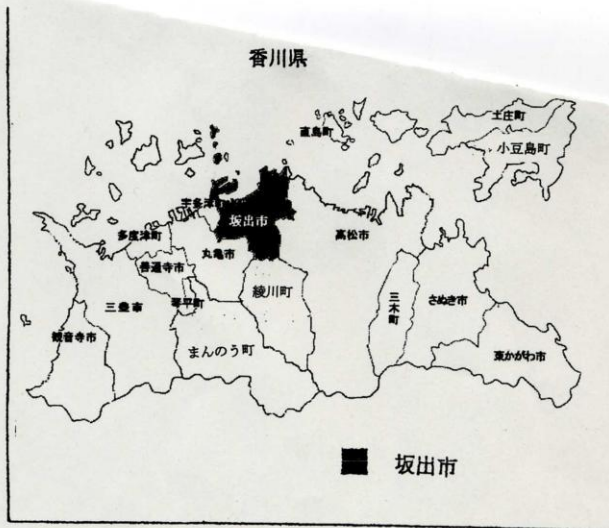 香川県
土庄町
直島町
小豆島町
宇多津町
坂出市
多度津町
高松市
丸亀市
善通寺市
綾川町
三木町
さぬき市
三豊市
琴平町
観音寺市
まんのう町
東かがわ市
坂出市